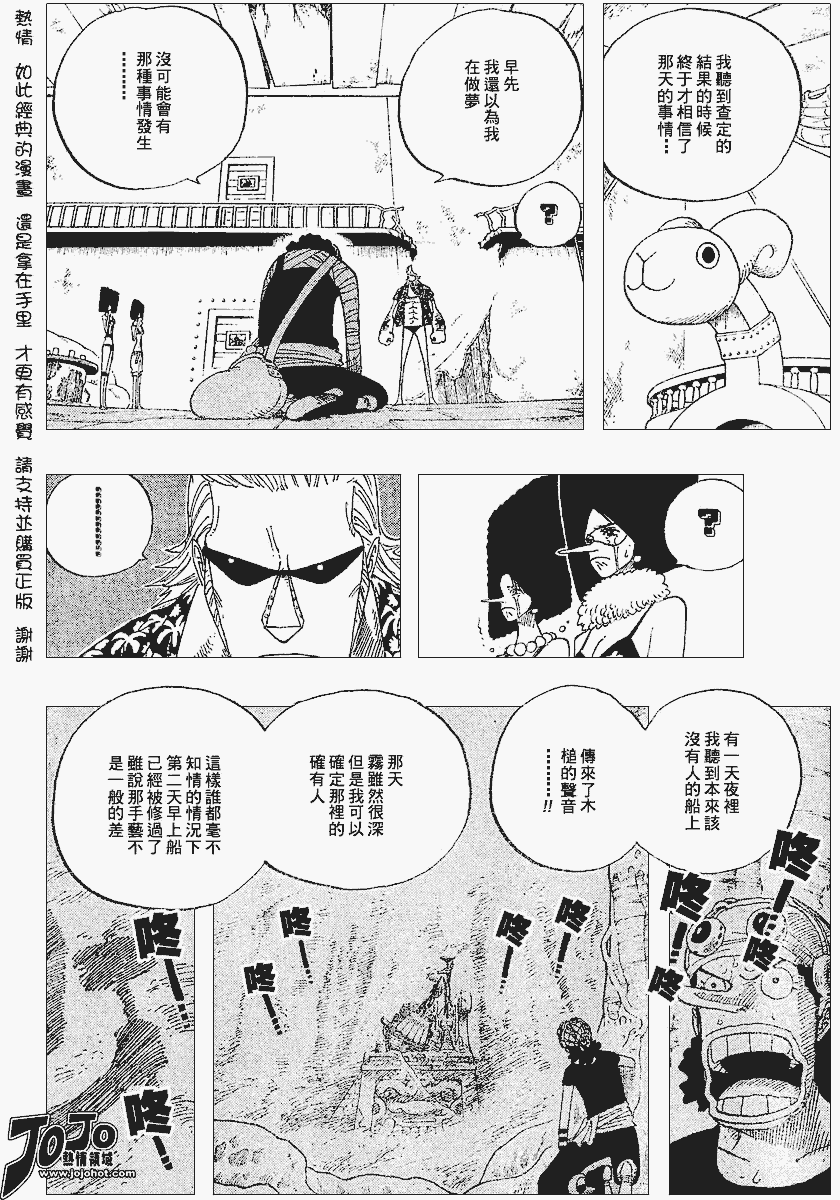 我聽到查定的
結果的時候
終于才相信了
那天的事情…
早先
我還以為我
在做夢
？
沒可能會有
那種事情發生
………
？
………
有一天夜裡
我聽到本來該
沒有人的船上
傳來了木
槌的聲音
………!!
那天
霧雖然很深
但是我可以
確定那裡的
確有人
這樣誰都毫不
知情的情況下
第二天早上船
已經被修過了
雖說那手藝不
是一般的差
咚—
咚—
咚—
咚—…
咚—…
咚—…
咚—…
咚—…
咚—…
熱情 如此經典的漫畫 還是拿在手里 才更有感覺 請支持並購買正版 謝謝
JOJO
熱情領域
www.jojohot.com